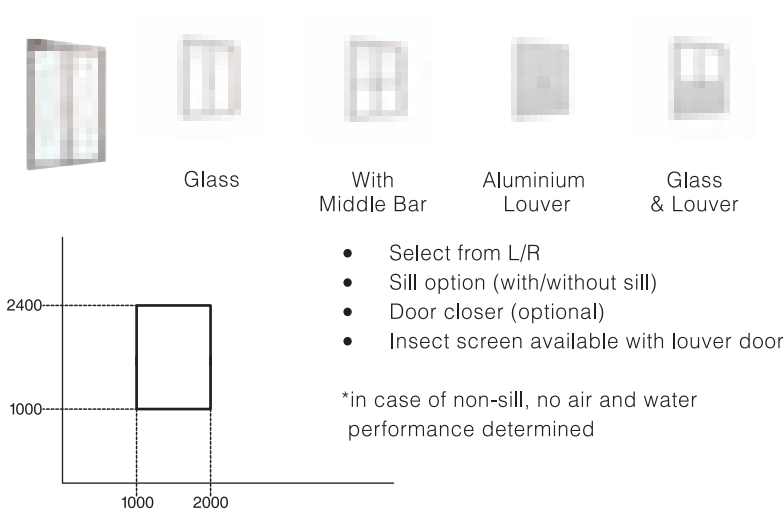 Glass
With
Middle Bar
Aluminium
Louver
Glass
& Louver
• Select from L/R
• Sill option (with/without sill)
• Door closer (optional)
• Insect screen available with louver door
*in case of non-sill, no air and water
performance determined
2400
1000
1000
2000